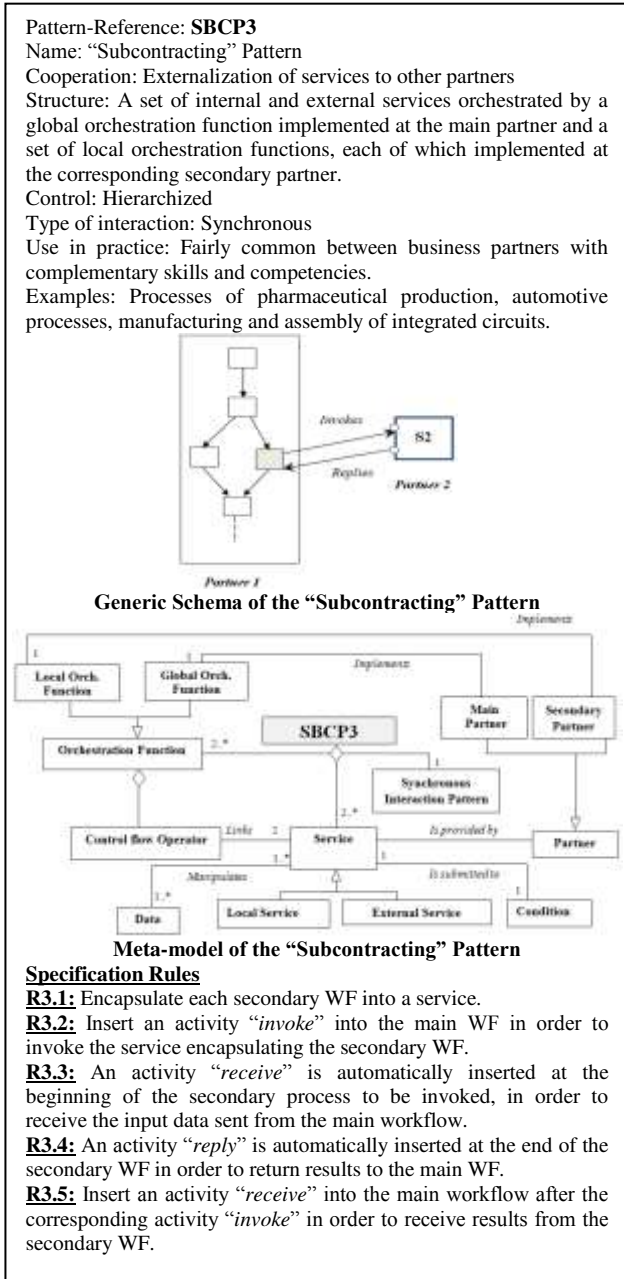 Pattern-Reference: SBCP3
Name: “Subcontracting” Pattern
Cooperation: Externalization of services to other partners
Structure: A set of internal and external services orchestrated by a
global orchestration function implemented at the main partner and a
set of local orchestration functions, each of which implemented at
the corresponding secondary partner.
Control: Hierarchized
Type of interaction: Synchronous
Use in practice: Fairly common between business partners with
complementary skills and competencies.
Examples: Processes of pharmaceutical production, automotive
processes, manufacturing and assembly of integrated circuits.
Invokes
S2
Replies
Partner 2
Partner 1
Generic Schema of the “Subcontracting” Pattern
Implements
1
1
Implements
Local Orch.
Function
Global Orch.
Function
Main
Partner
Secondary
Partner
SBCP3
Orchestration Function
2..*
1
Synchronous
Interaction Pattern
2..*
Control flow Operator
Links
2
Service
Is provided by
Partner
1..*
1
Manipulates
Is submitted to
1..*
1
Data
Local Service
External Service
Condition
Meta-model of the “Subcontracting” Pattern
Specification Rules
R3.1: Encapsulate each secondary WF into a service.
R3.2: Insert an activity “invoke” into the main WF in order to
invoke the service encapsulating the secondary WF.
R3.3: An activity “receive” is automatically inserted at the
beginning of the secondary process to be invoked, in order to
receive the input data sent from the main workflow.
R3.4: An activity “reply” is automatically inserted at the end of the
secondary WF in order to return results to the main WF.
R3.5: Insert an activity “receive” into the main workflow after the
corresponding activity “invoke” in order to receive results from the
secondary WF.